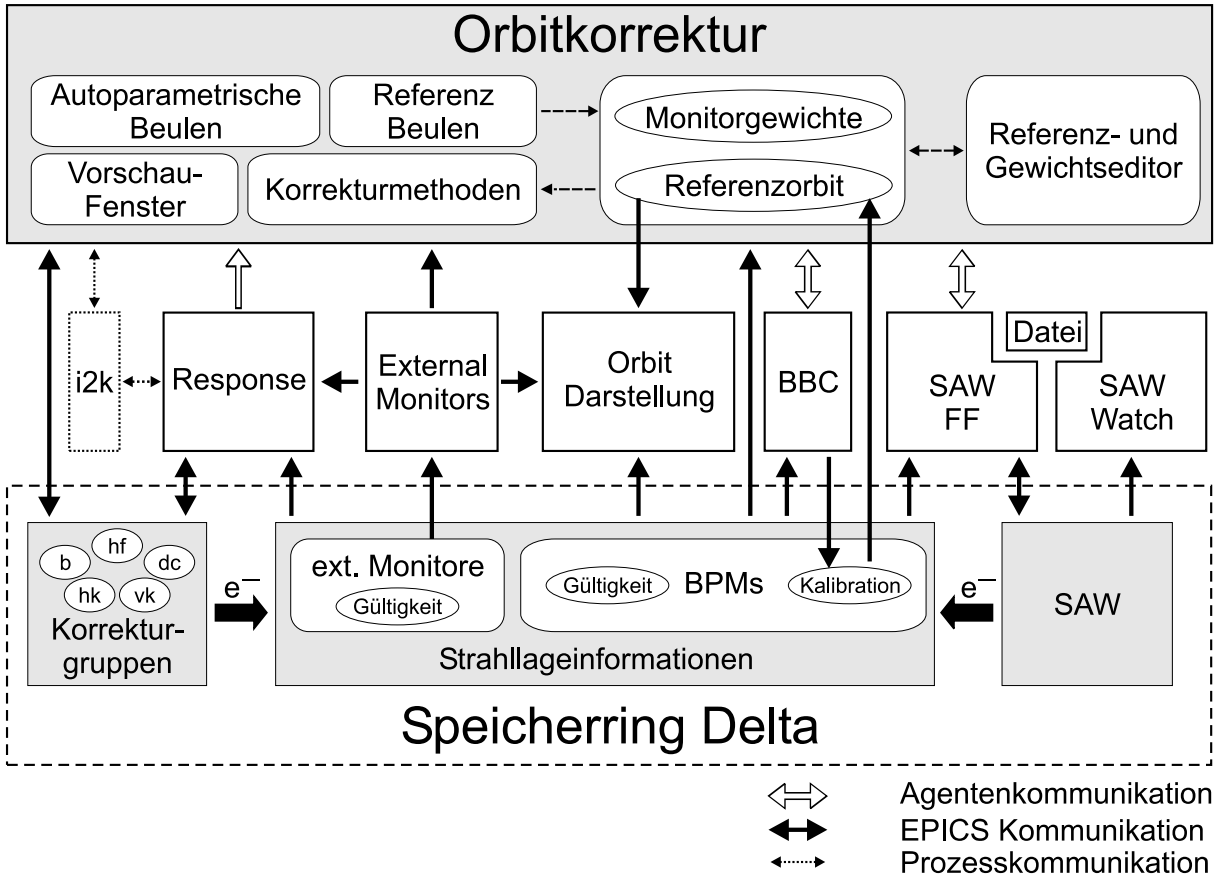 Orbitkorrektur
Autoparametrische
Beulen
Referenz
Beulen
Monitorgewichte
Referenz- und
Gewichtseditor
Vorschau-
Fenster
Korrekturmethoden
Referenzorbit
i2k
Response
External
Monitors
Orbit
Darstellung
BBC
SAW
FF
Datei
SAW
Watch
b
hf
dc
hk
vk
Korrektur-
gruppen
e—
ext. Monitore
Gültigkeit
Gültigkeit
BPMs
Kalibration
Strahllageinformationen
e—
SAW
Speicherring Delta
Agentenkommunikation
EPICS Kommunikation
Prozesskommunikation